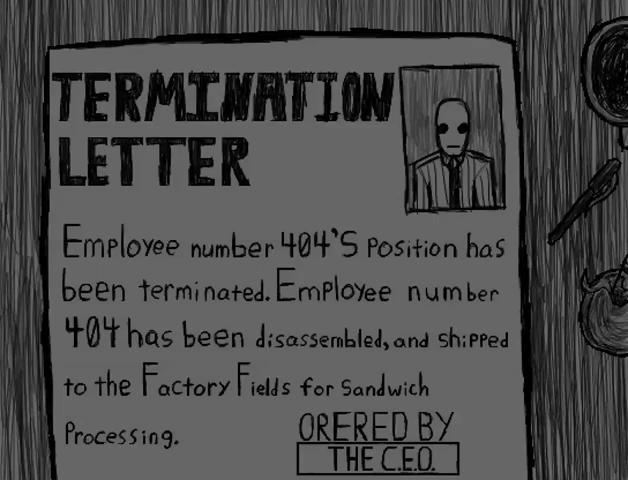 TERMINATION
LETTER
Employee number 404'S Position has
been terminated. Employee number
404 has been disassembled, and shipped
to the Factory Fields for Sandwich
Processing.
ORERED BY
THE C.E.O.